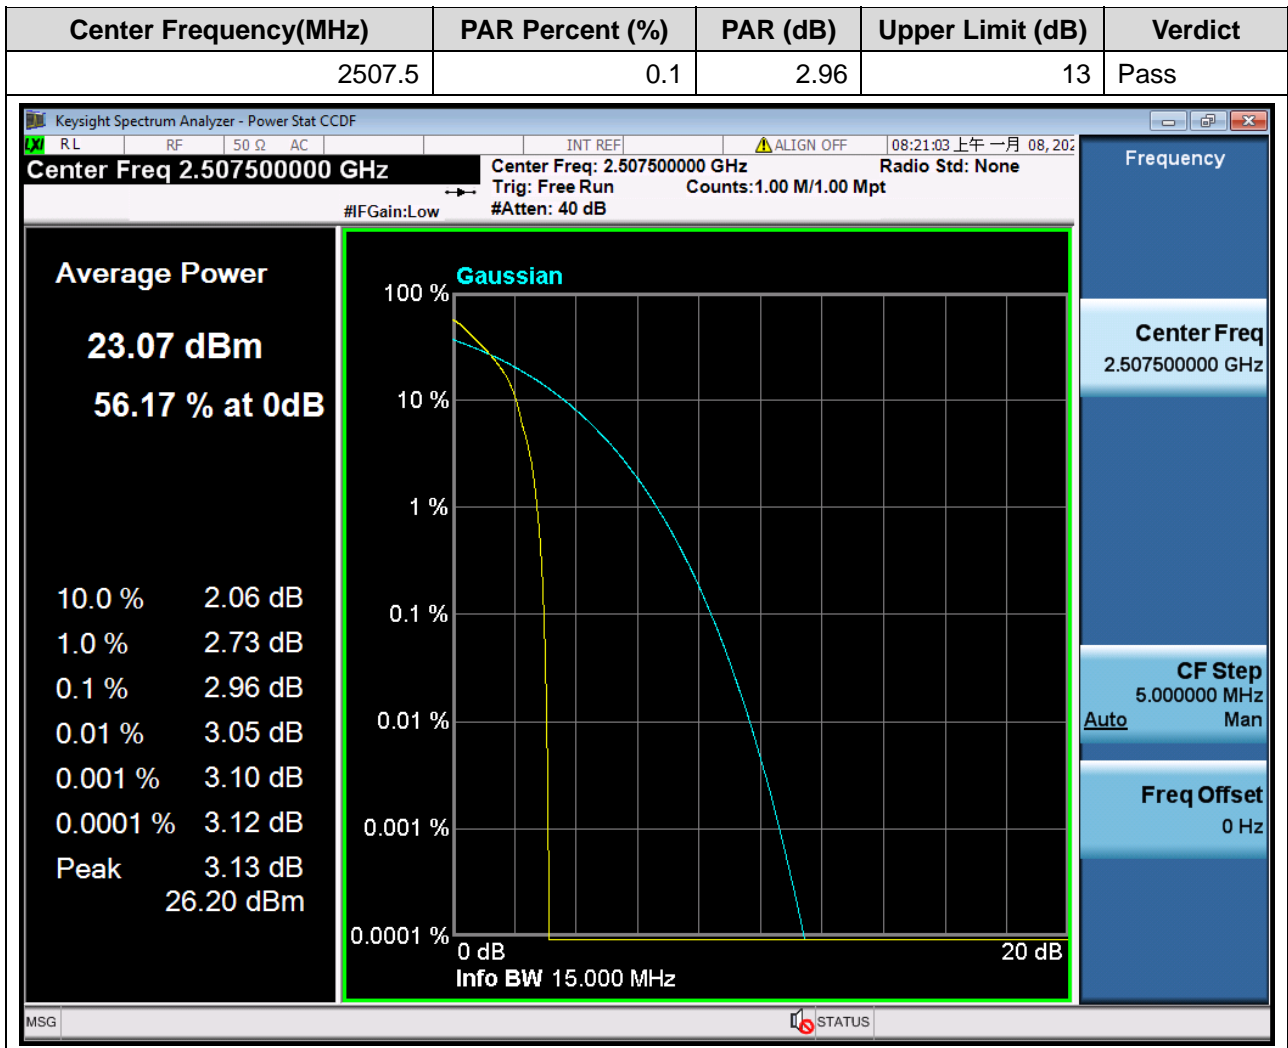 Center Frequency(MHz) PAR Percent (%) PAR (dB) Upper Limit (dB) Verdict
2507.5 0.1 2.96 13 Pass
Keysight Spectrum Analyzer - Power Stat CCDF
LXI RL RF 50 Ω AC INT REF ALIGN OFF 08:21:03 上午 一月 08, 202
Center Freq 2.507500000 GHz
Center Freq: 2.507500000 GHz Radio Std: None
Trig: Free Run Counts:1.00 M/1.00 Mpt
#IFGain:Low #Atten: 40 dB
Average Power
23.07 dBm
56.17 % at 0dB
10.0 % 2.06 dB
1.0 % 2.73 dB
0.1 % 2.96 dB
0.01 % 3.05 dB
0.001 % 3.10 dB
0.0001 % 3.12 dB
Peak 3.13 dB
26.20 dBm
Gaussian
100 %
10 %
1 %
0.1 %
0.01 %
0.001 %
0.0001 %
0 dB 20 dB
Info BW 15.000 MHz
Frequency
Center Freq
2.507500000 GHz
CF Step
5.000000 MHz
Auto Man
Freq Offset
0 Hz
MSG STATUS